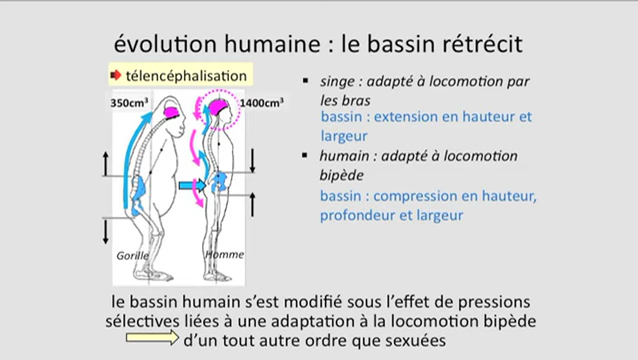 évolution humaine : le bassin rétrécit
télencéphalisation
350cm³
1400cm³
Gorille
Homme
▪ singe : adapté à locomotion par
les bras
bassin : extension en hauteur et
largeur
▪ humain : adapté à locomotion
bipède
bassin : compression en hauteur,
profondeur et largeur
le bassin humain s'est modifié sous l'effet de pressions
sélectives liées à une adaptation à la locomotion bipède
d'un tout autre ordre que sexuées